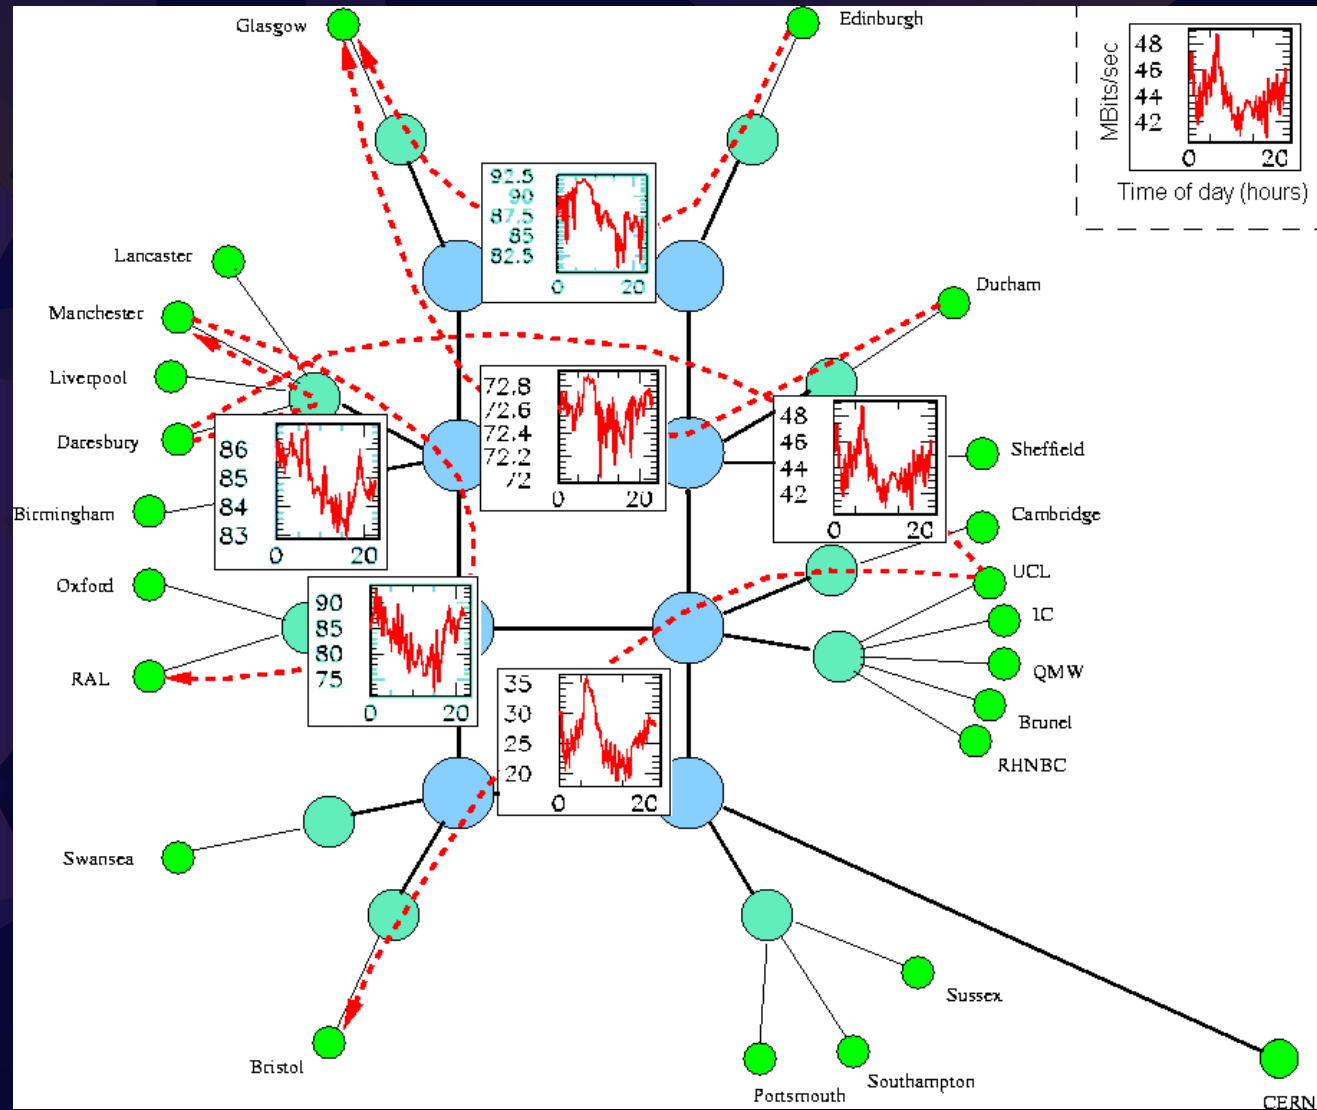 Glasgow
Edinburgh
MBits/sec
48
46
44
42
0 20
Time of day (hours)
92.5
90
87.5
85
82.5
0 20
Lancaster
Manchester
Liverpool
Daresbury
Birmingham
Oxford
RAL
Durham
72.8
72.6
72.4
72.2
72
0 20
48
46
44
42
0 20
86
85
84
83
0 20
Sheffield
Cambridge
UCL
IC
QMW
Brunel
RHNBC
90
85
80
75
0 20
35
30
25
20
0 20
Swansea
Bristol
Sussex
Southampton
Portsmouth
CERN